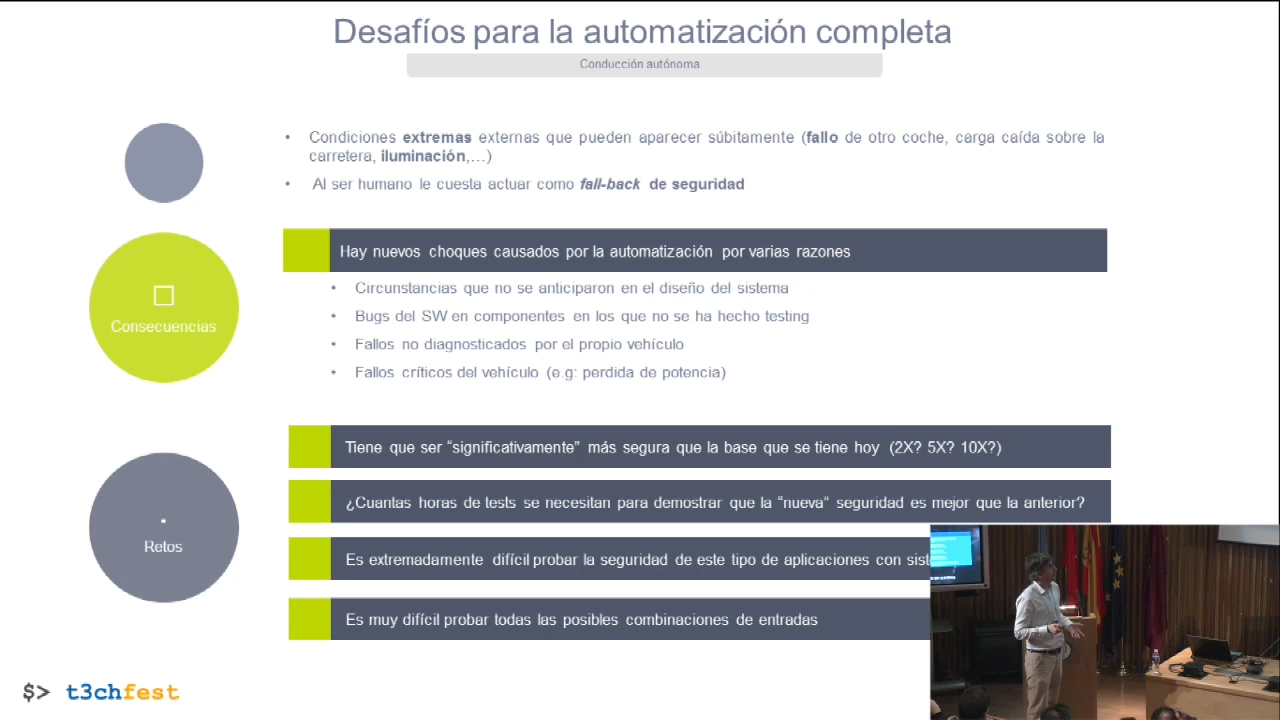 Desafíos para la automatización completa
Conducción autónoma
• Condiciones extremas externas que pueden aparecer súbitamente (fallo de otro coche, carga caída sobre la
carretera, iluminación,…)
• Al ser humano le cuesta actuar como fall-back de seguridad
Hay nuevos choques causados por la automatización por varias razones
• Circunstancias que no se anticiparon en el diseño del sistema
• Bugs del SW en componentes en los que no se ha hecho testing
• Fallos no diagnosticados por el propio vehículo
• Fallos críticos del vehículo (e.g: perdida de potencia)
Consecuencias
Tiene que ser “significativamente” más segura que la base que se tiene hoy (2X? 5X? 10X?)
¿Cuantas horas de tests se necesitan para demostrar que la “nueva“ seguridad es mejor que la anterior?
Retos
Es extremadamente difícil probar la seguridad de este tipo de aplicaciones con
Es muy difícil probar todas las posibles combinaciones de entradas
$> t3chfest